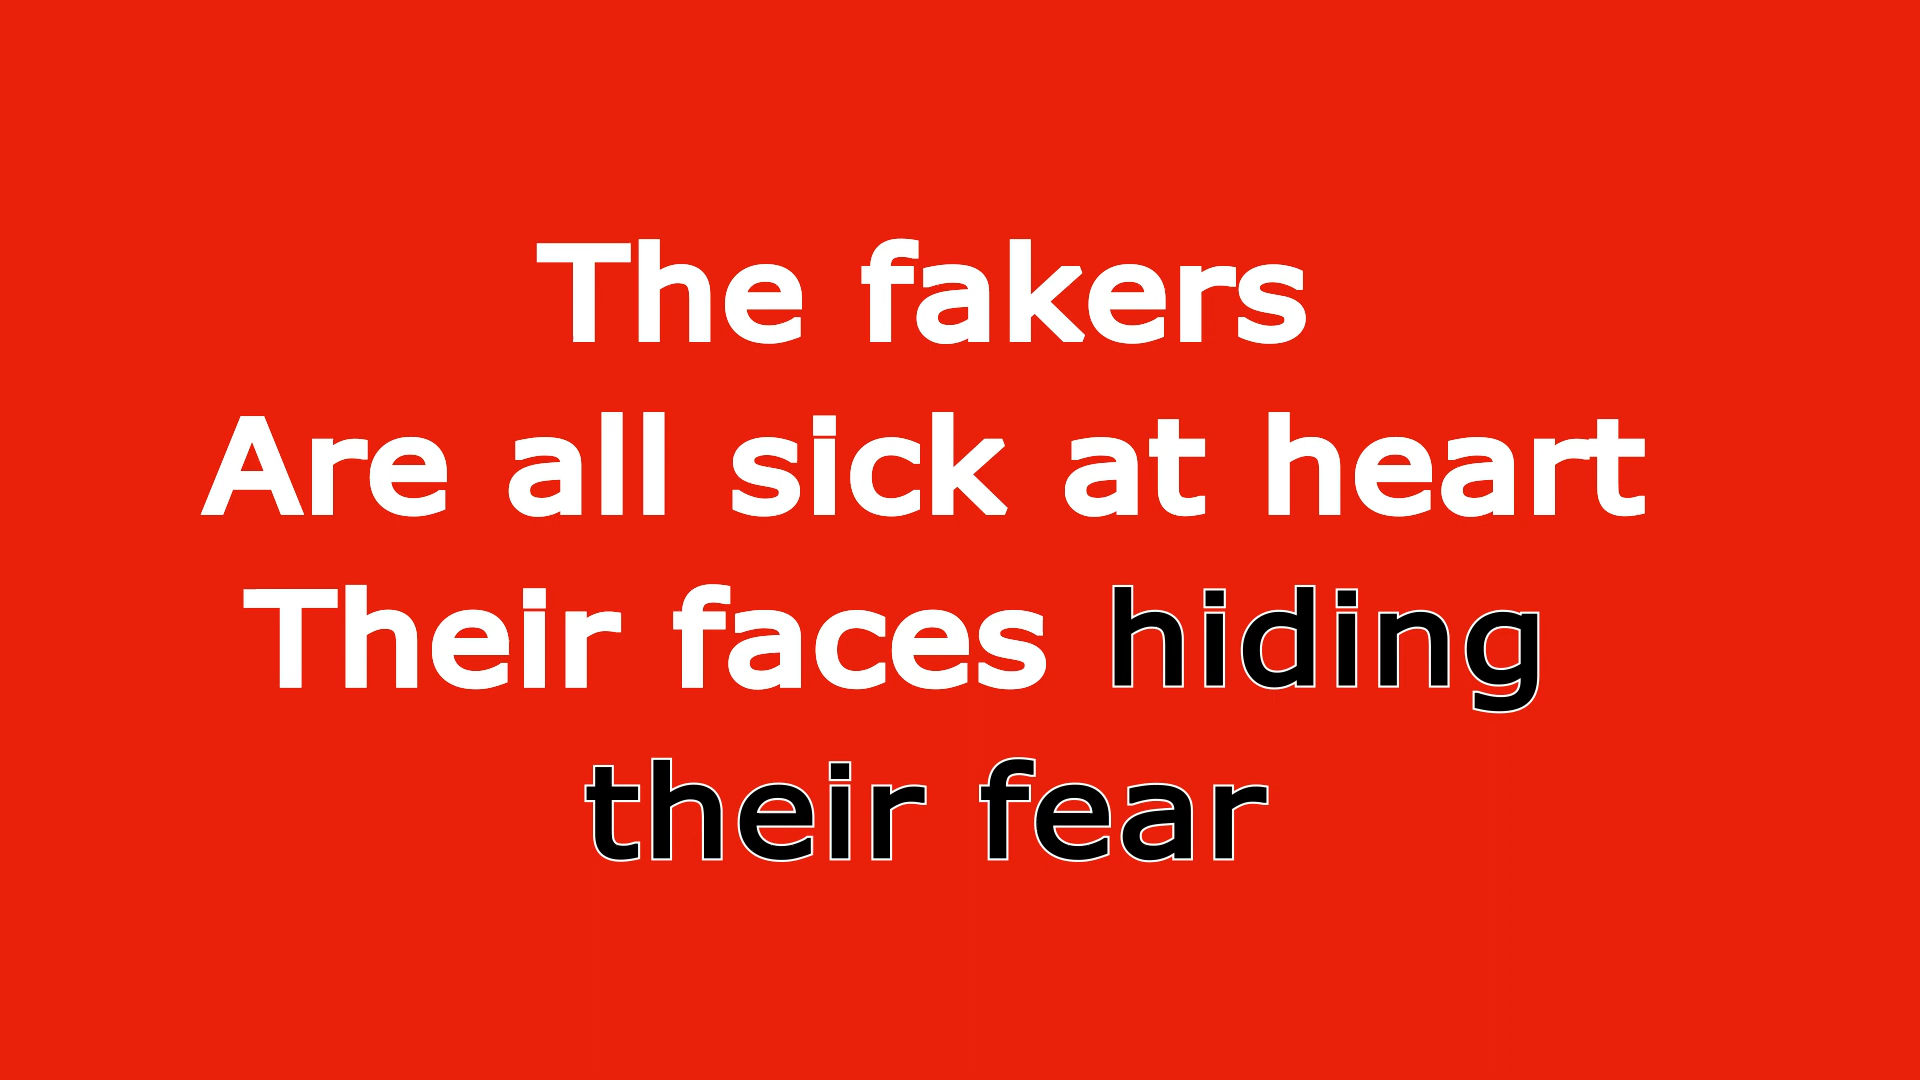 The fakers
Are all sick at heart
Their faces hiding
their fear